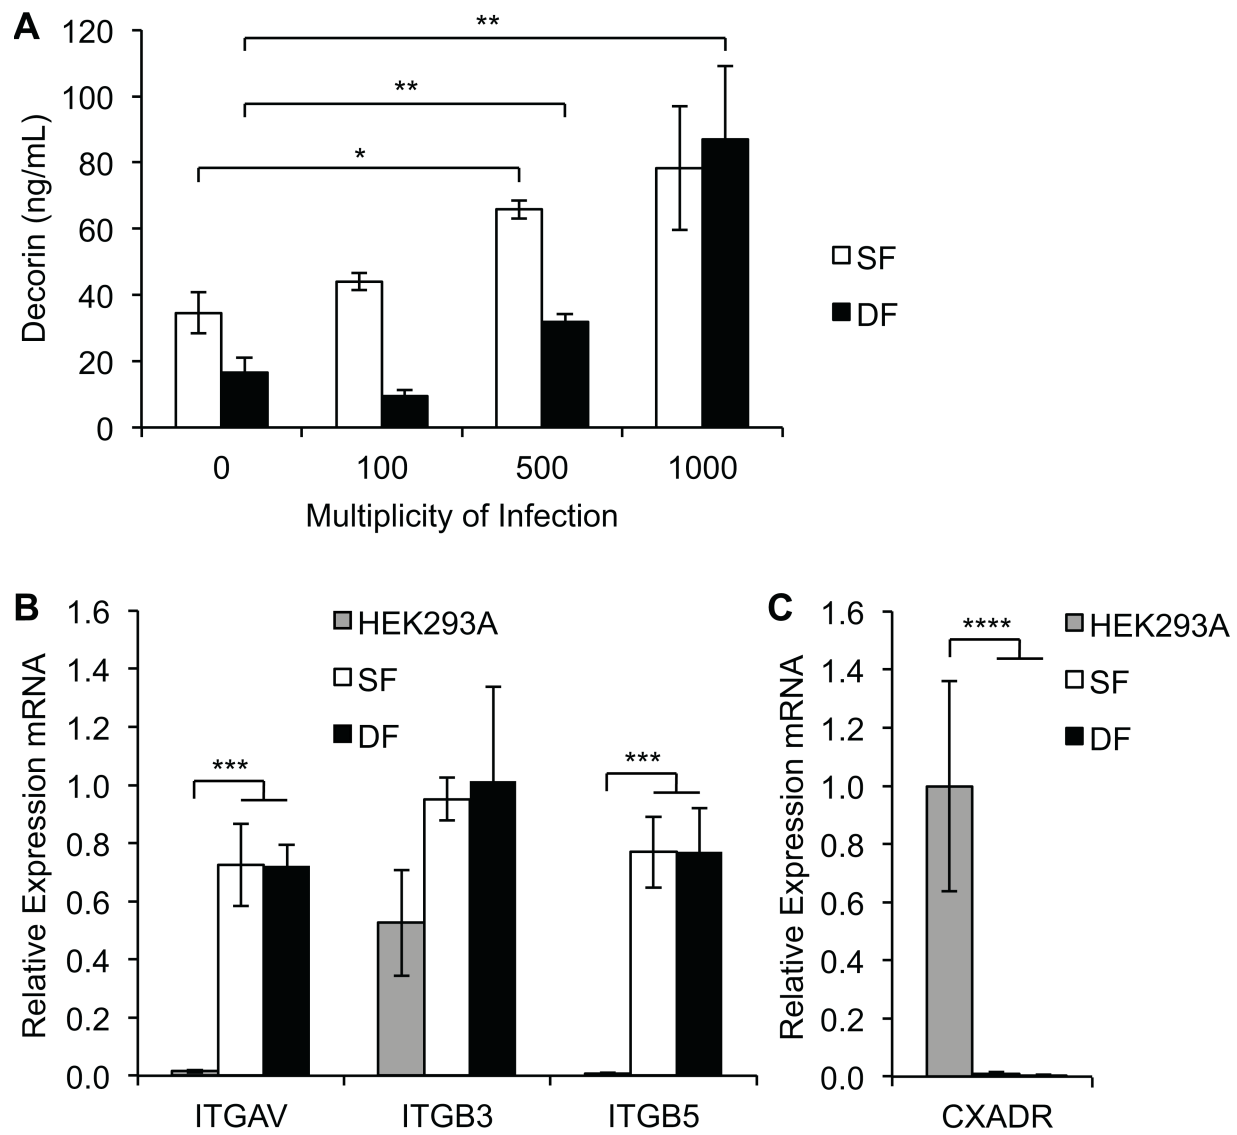 A
Decorin (ng/mL)
120
100
80
60
40
20
0
**
**
*
SF
DF
0 100 500 1000
Multiplicity of Infection
B
Relative Expression mRNA
1.6
1.4
1.2
1.0
0.8
0.6
0.4
0.2
0.0
HEK293A
SF
DF
***
***
ITGAV ITGB3 ITGB5
C
Relative Expression mRNA
1.6
1.4
1.2
1.0
0.8
0.6
0.4
0.2
0.0
****
HEK293A
SF
DF
CXADR